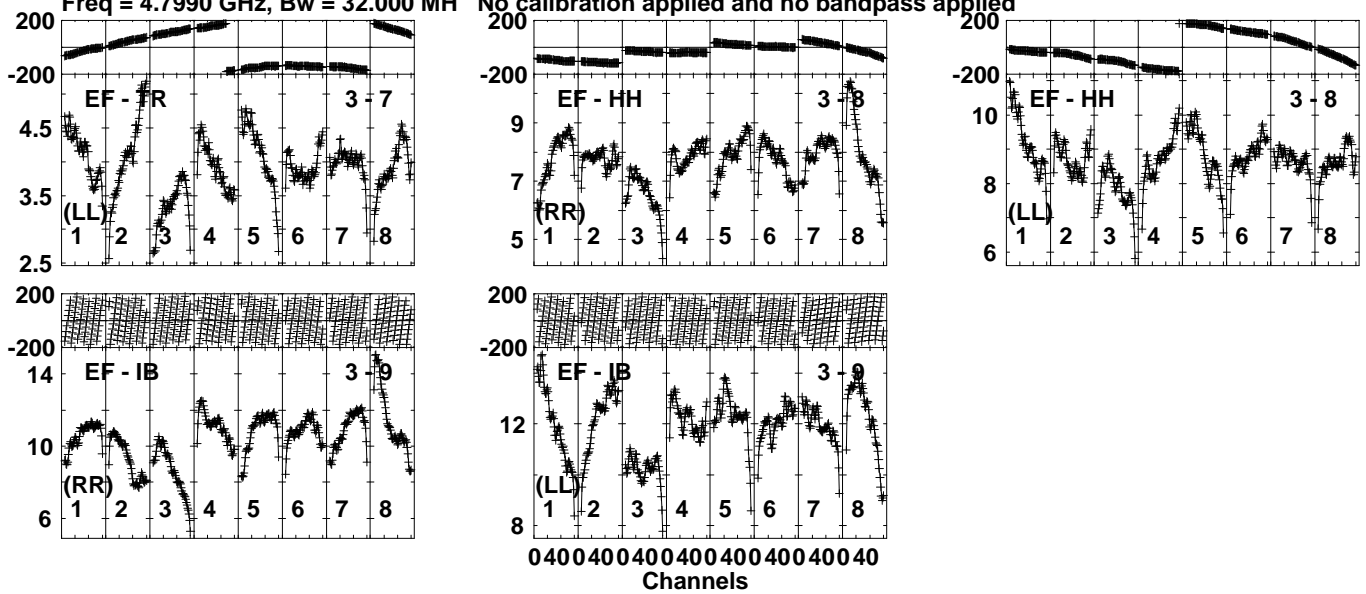 Freq = 4.7990 GHz, Bw = 32.000 MH No calibration applied and no bandpass applied
200
-200
EF - TR 3 - 7
4.5
3.5
2.5
(LL)
1 2 3 4 5 6 7 8
200
-200
EF - HH 3 - 8
9
7
5
(RR)
1 2 3 4 5 6 7 8
200
-200
EF - HH 3 - 8
10
8
6
(LL)
1 2 3 4 5 6 7 8
200
-200
EF - IB 3 - 9
14
10
6
(RR)
1 2 3 4 5 6 7 8
200
-200
EF - IB 3 - 9
12
8
(LL)
1 2 3 4 5 6 7 8
0 40 0 40 0 40 0 40 0 40 0 40 0 40 0 40
Channels